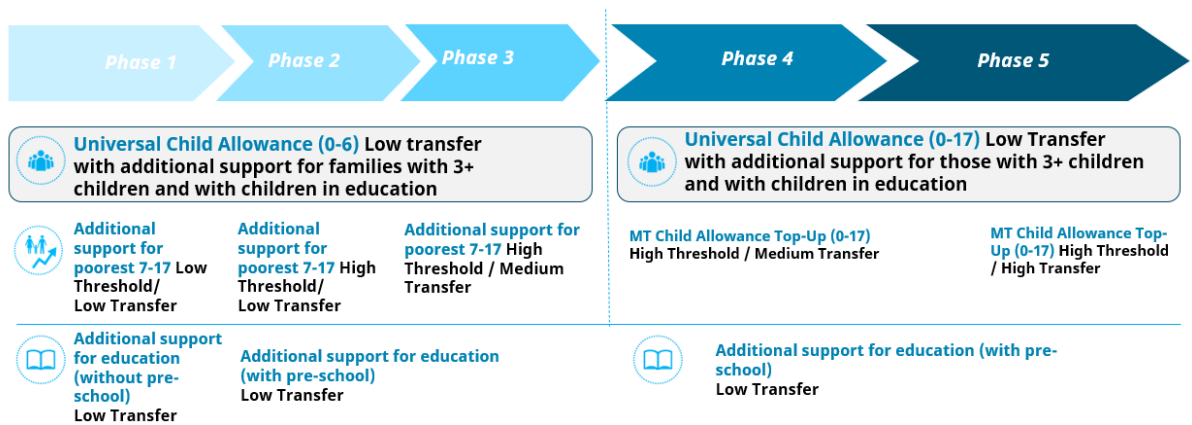 Phase 1
Phase 2
Phase 3
Phase 4
Phase 5
Universal Child Allowance (0-6) Low transfer
with additional support for families with 3+
children and with children in education
Universal Child Allowance (0-17) Low Transfer
with additional support for those with 3+ children
and with children in education
Additional
support for
poorest 7-17 Low
Threshold/
Low Transfer
Additional
support for
poorest 7-17 High
Threshold/
Low Transfer
Additional support for
poorest 7-17 High
Threshold / Medium
Transfer
MT Child Allowance Top-Up (0-17)
High Threshold / Medium Transfer
MT Child Allowance Top-
Up (0-17) High Threshold
/ High Transfer
Additional support
for education
(without pre-
school)
Low Transfer
Additional support for education
(with pre-school)
Low Transfer
Additional support for education (with pre-
school)
Low Transfer